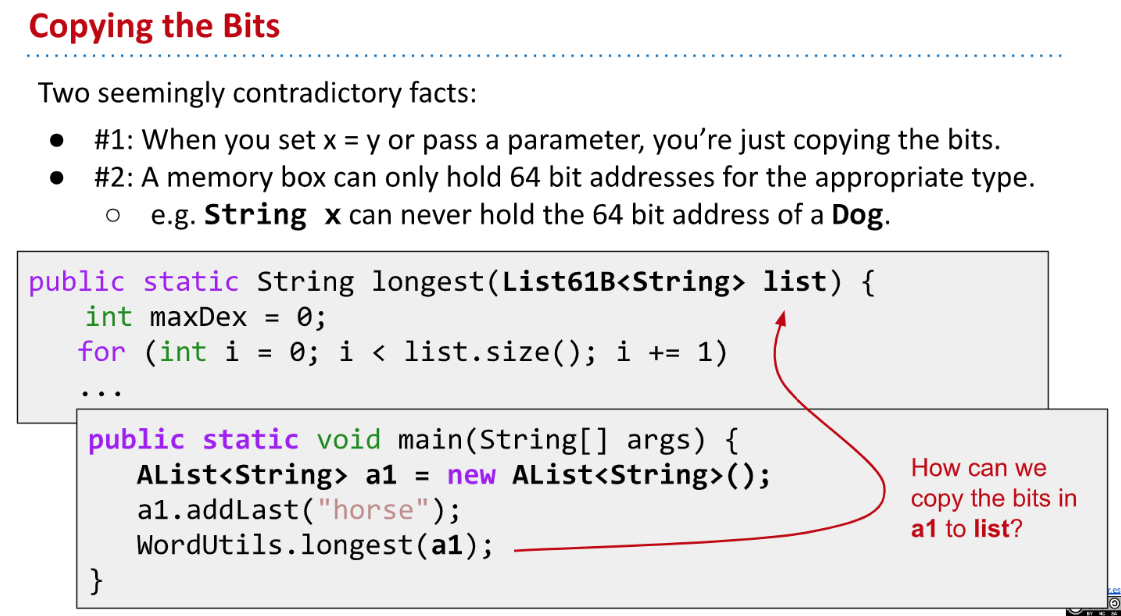 Copying the Bits
Two seemingly contradictory facts:
● #1: When you set x = y or pass a parameter, you’re just copying the bits.
● #2: A memory box can only hold 64 bit addresses for the appropriate type.
○ e.g. String x can never hold the 64 bit address of a Dog.
public static String longest(List61B<String> list) {
int maxDex = 0;
for (int i = 0; i < list.size(); i += 1)
...
public static void main(String[] args) {
AList<String> a1 = new AList<String>();
a1.addLast("horse");
WordUtils.longest(a1);
}
How can we
copy the bits in
a1 to list?